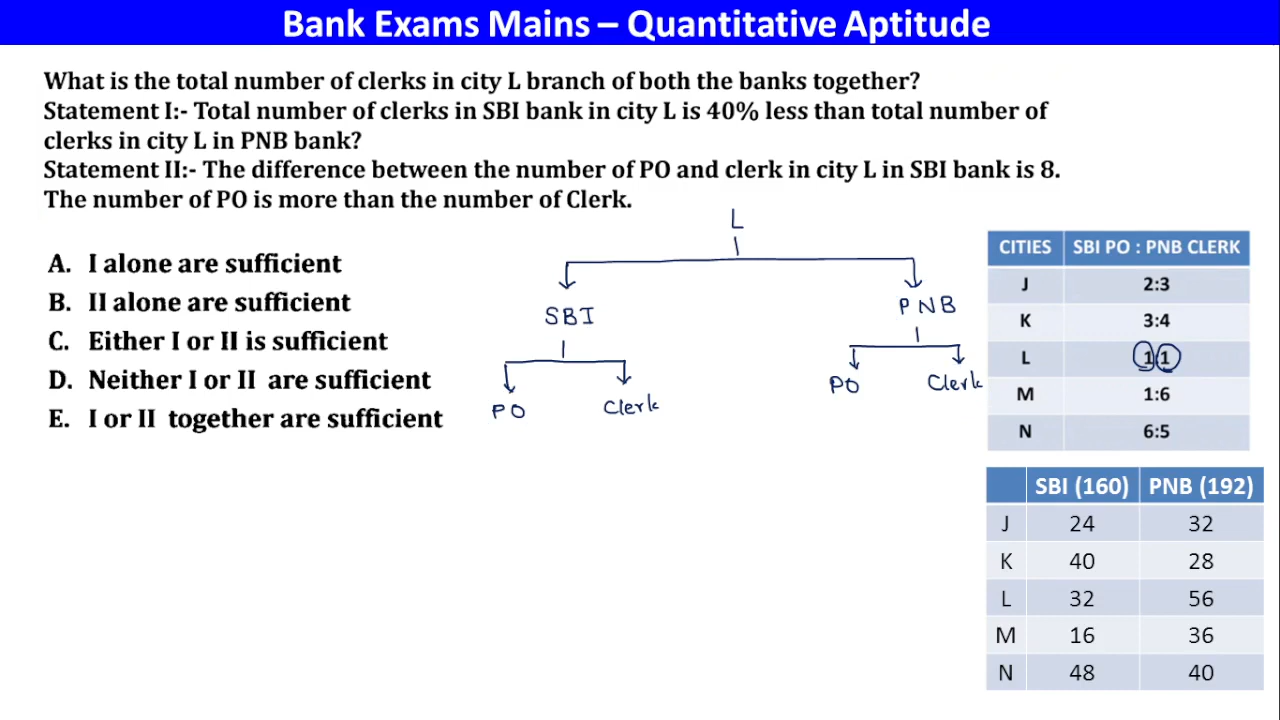 Bank Exams Mains – Quantitative Aptitude
What is the total number of clerks in city L branch of both the banks together?
Statement I:- Total number of clerks in SBI bank in city L is 40% less than total number of
clerks in city L in PNB bank?
Statement II:- The difference between the number of PO and clerk in city L in SBI bank is 8.
The number of PO is more than the number of Clerk.
A. I alone are sufficient
B. II alone are sufficient
C. Either I or II is sufficient
D. Neither I or II are sufficient
E. I or II together are sufficient
L
SBI
PNB
PO
Clerk
PO
Clerk
CITIES SBI PO : PNB CLERK
J 2:3
K 3:4
L 1:1
M 1:6
N 6:5
SBI (160) PNB (192)
J 24 32
K 40 28
L 32 56
M 16 36
N 48 40